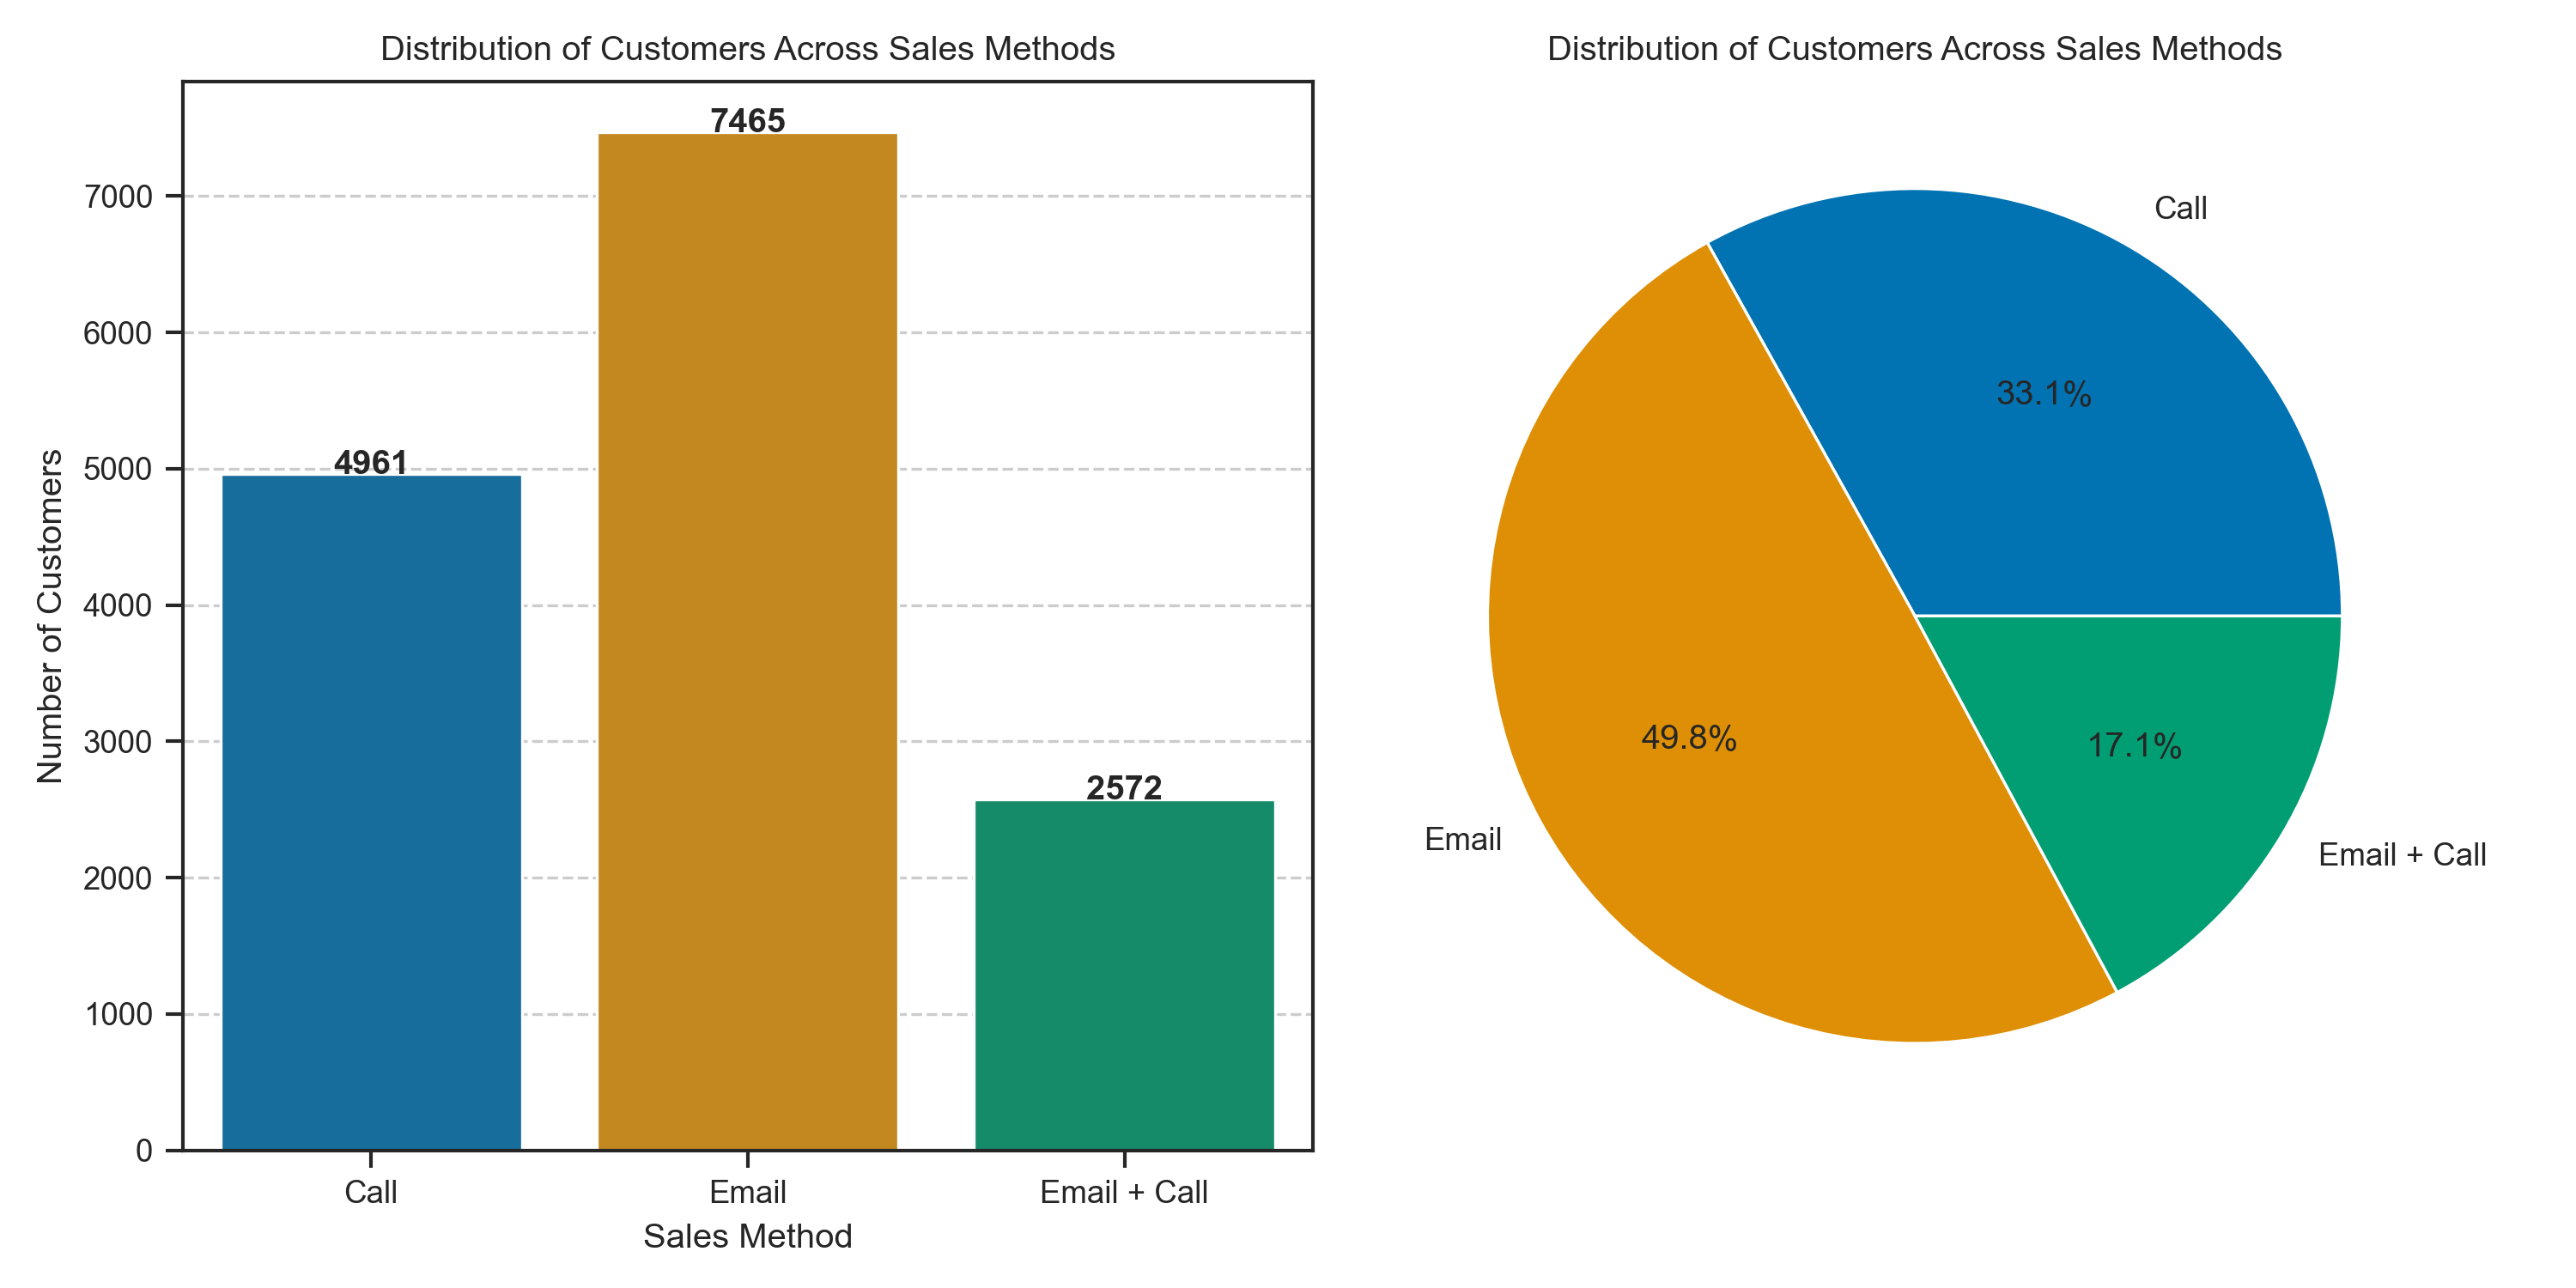 Distribution of Customers Across Sales Methods
7465
7000
6000
4961
5000
4000
3000
2572
2000
1000
0
Number of Customers
Call
Email
Email + Call
Sales Method
Distribution of Customers Across Sales Methods
Call
33.1%
49.8%
17.1%
Email
Email + Call